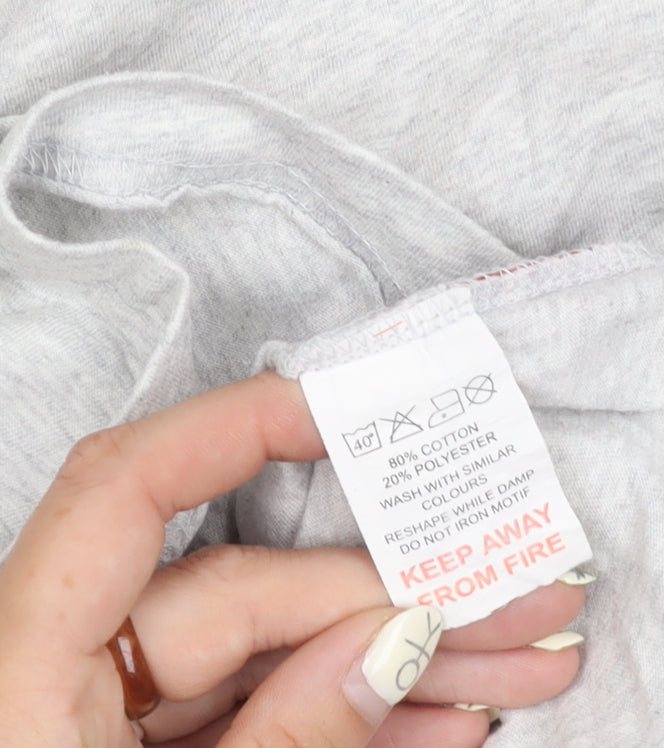 40°
80% COTTON
20% POLYESTER
WASH WITH SIMILAR
COLOURS
RESHAPE WHILE DAMP
DO NOT IRON MOTIF
KEEP AWAY
FROM FIRE